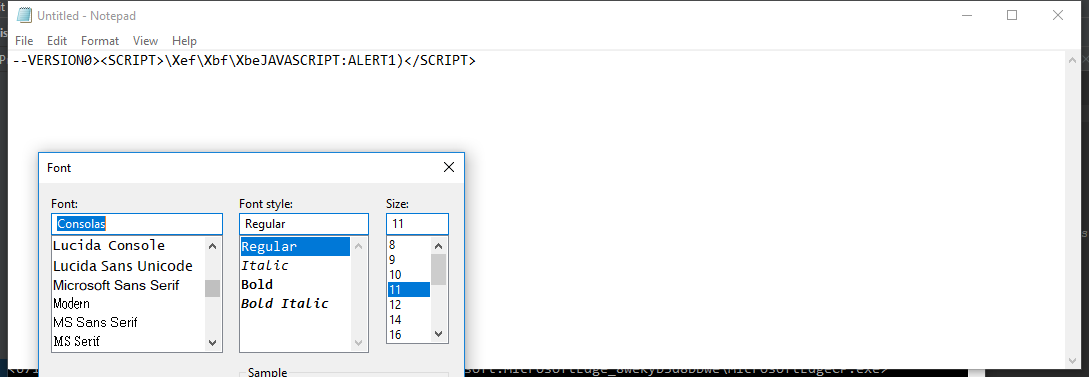 Untitled - Notepad
File Edit Format View Help
--VERSION0><SCRIPT>\Xef\Xbf\XbeJAVASCRIPT:ALERT1)</SCRIPT>
Font
Font: Font style: Size:
Consolas Regular 11
Lucida Console
Lucida Sans Unicode
Microsoft Sans Serif
Modern
MS Sans Serif
MS Serif
Regular
Italic
Bold
Bold Italic
8
9
10
11
12
14
16
Sample